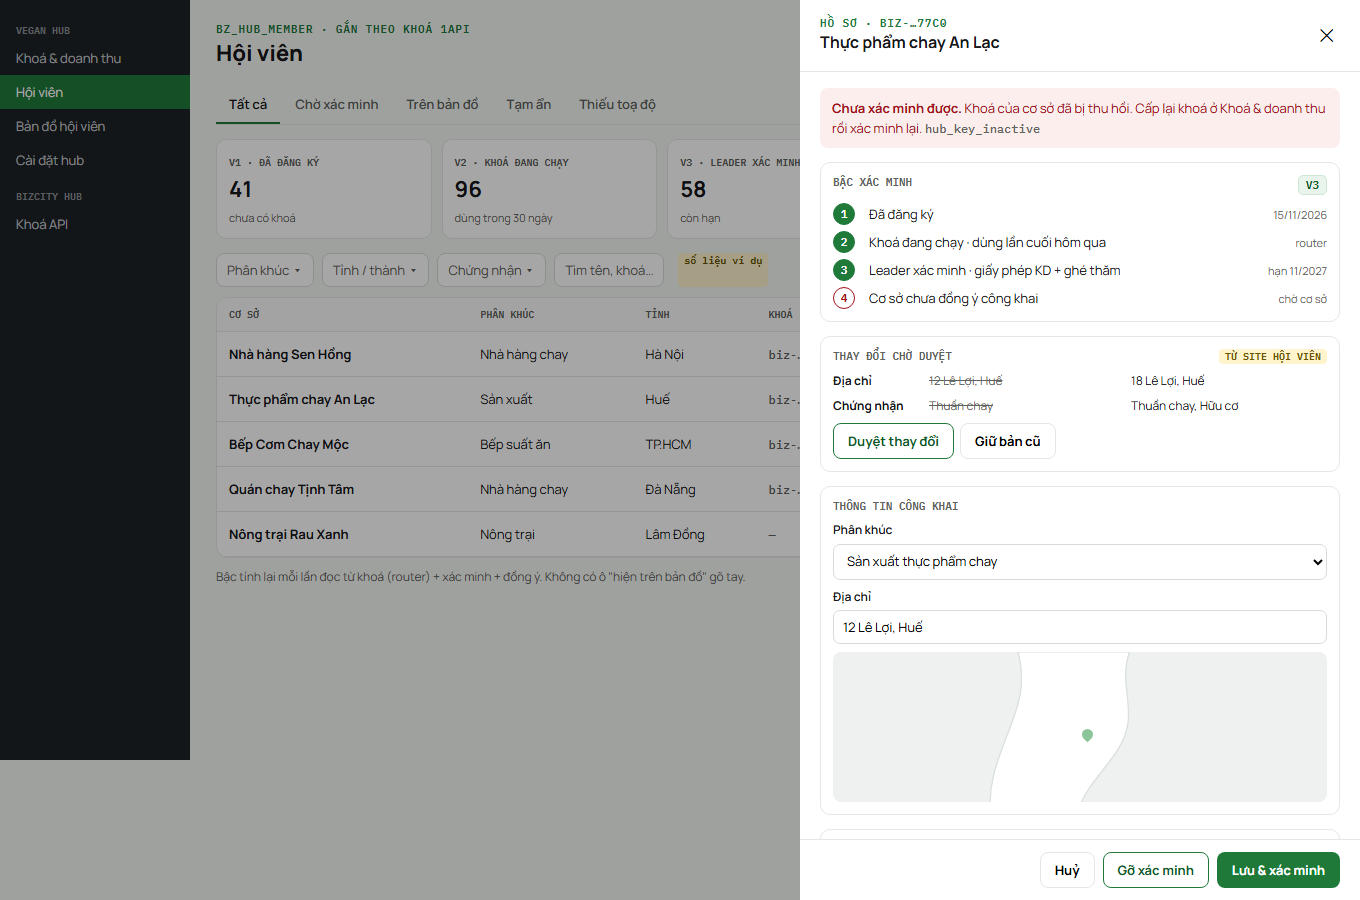 VEGAN HUB
Khoá & doanh thu
Hội viên
Bản đồ hội viên
Cài đặt hub
BIZCITY HUB
Khoá API
BZ_HUB_MEMBER · GẮN THEO KHOÁ 1API
Hội viên
Tất cả
Chờ xác minh
Trên bản đồ
Tạm ẩn
Thiếu toạ độ
V1 · ĐÃ ĐĂNG KÝ
41
chưa có khoá
V2 · KHOÁ ĐANG CHẠY
96
dùng trong 30 ngày
V3 · LEADER XÁC MINH
58
còn hạn
Phân khúc
Tỉnh / thành
Chứng nhận
Tìm tên, khoá…
số liệu ví dụ
CƠ SỞ
PHÂN KHÚC
TỈNH
KHOÁ
Nhà hàng Sen Hồng
Nhà hàng chay
Hà Nội
biz-.
Thực phẩm chay An Lạc
Sản xuất
Huế
biz-.
Bếp Cơm Chay Mộc
Bếp suất ăn
TP.HCM
biz-.
Quán chay Tịnh Tâm
Nhà hàng chay
Đà Nẵng
biz-.
Nông trại Rau Xanh
Nông trại
Lâm Đồng
—
Bậc tính lại mỗi lần đọc từ khoá (router) + xác minh + đồng ý. Không có ô "hiện trên bản đồ" gõ tay.
HỒ SƠ · BIZ-…77C0
Thực phẩm chay An Lạc
Chưa xác minh được. Khoá của cơ sở đã bị thu hồi. Cấp lại khoá ở Khoá & doanh thu
rồi xác minh lại. hub_key_inactive
BẬC XÁC MINH
V3
1
Đã đăng ký
15/11/2026
2
Khoá đang chạy · dùng lần cuối hôm qua
router
3
Leader xác minh · giấy phép KD + ghé thăm
hạn 11/2027
4
Cơ sở chưa đồng ý công khai
chờ cơ sở
THAY ĐỔI CHỜ DUYỆT
TỪ SITE HỘI VIÊN
Địa chỉ
12 Lê Lợi, Huế
18 Lê Lợi, Huế
Chứng nhận
Thuần chay
Thuần chay, Hữu cơ
Duyệt thay đổi
Giữ bản cũ
THÔNG TIN CÔNG KHAI
Phân khúc
Sản xuất thực phẩm chay
Địa chỉ
12 Lê Lợi, Huế
Huỷ
Gỡ xác minh
Lưu & xác minh